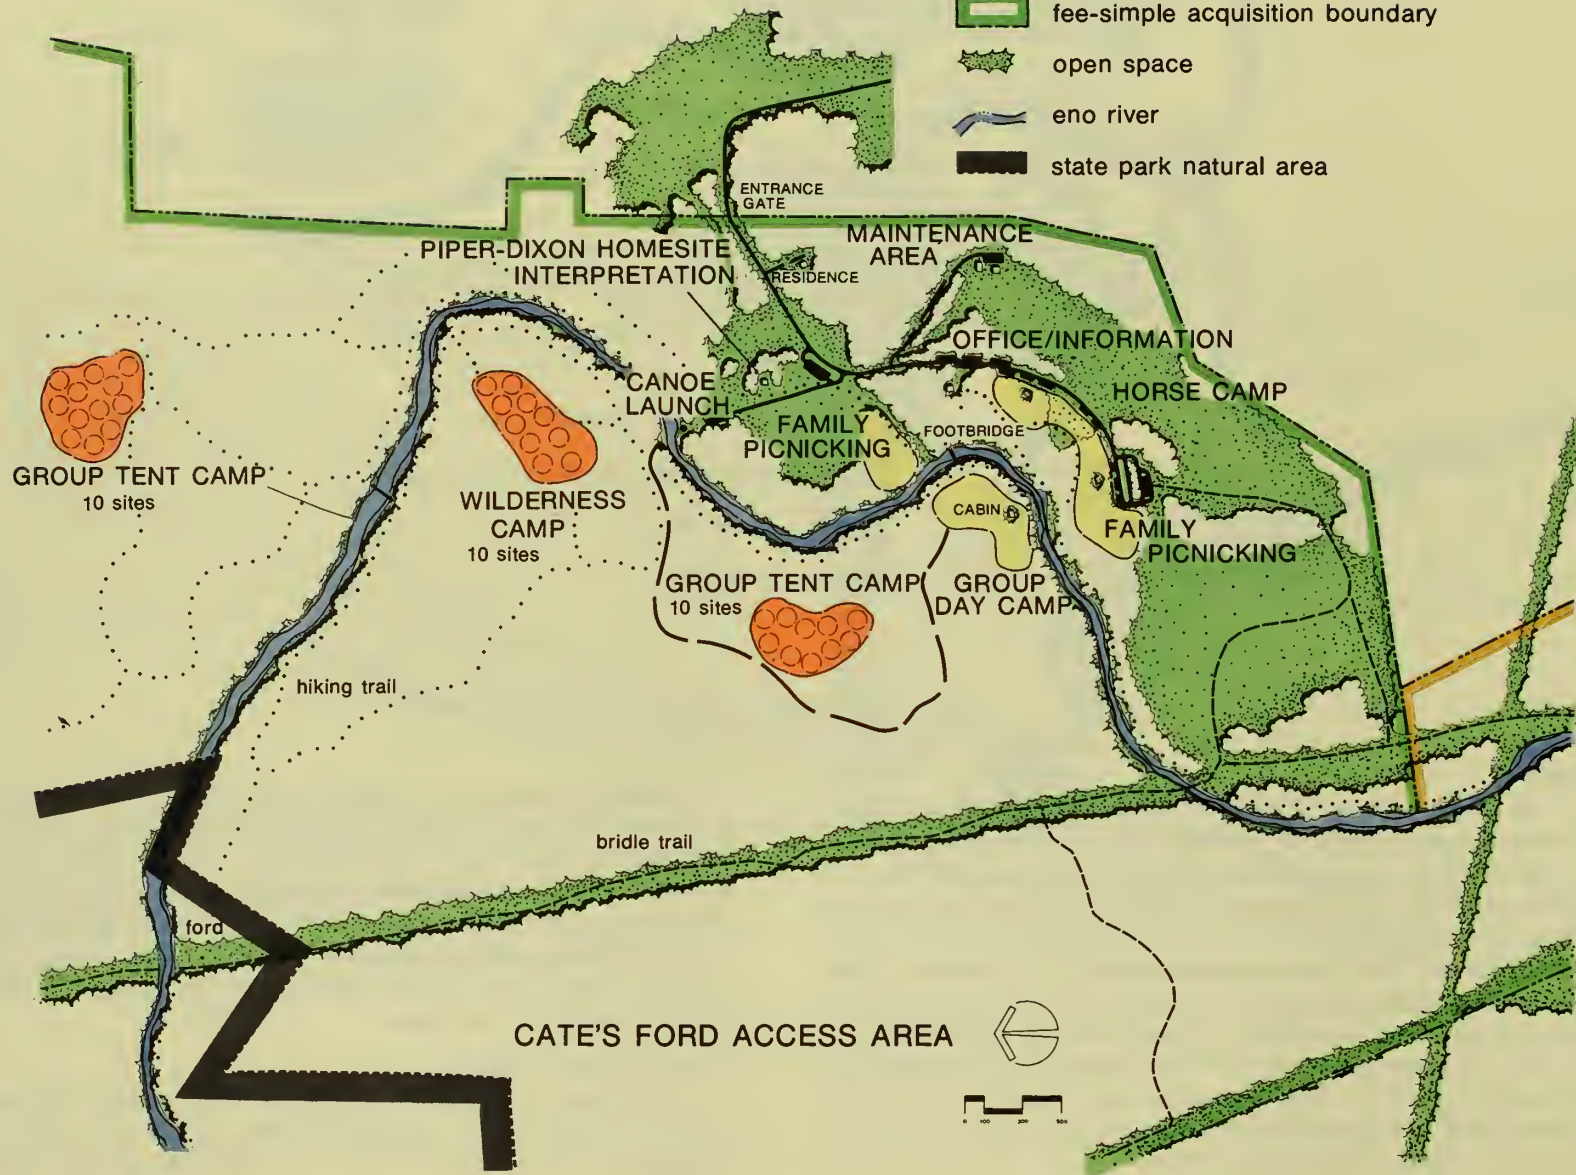 fee-simple acquisition boundary
open space
eno river
state park natural area
ENTRANCE
GATE
PIPER-DIXON HOMESITE
INTERPRETATION
MAINTENANCE
AREA
RESIDENCE
OFFICE/INFORMATION
HORSE CAMP
CANOE
LAUNCH
FAMILY
PICNICKING
FOOTBRIDGE
GROUP TENT CAMP
10 sites
WILDERNESS
CAMP
10 sites
CABIN
FAMILY
PICNICKING
GROUP TENT CAMP
10 sites
GROUP
DAY CAMP
hiking trail
bridle trail
ford
CATE'S FORD ACCESS AREA